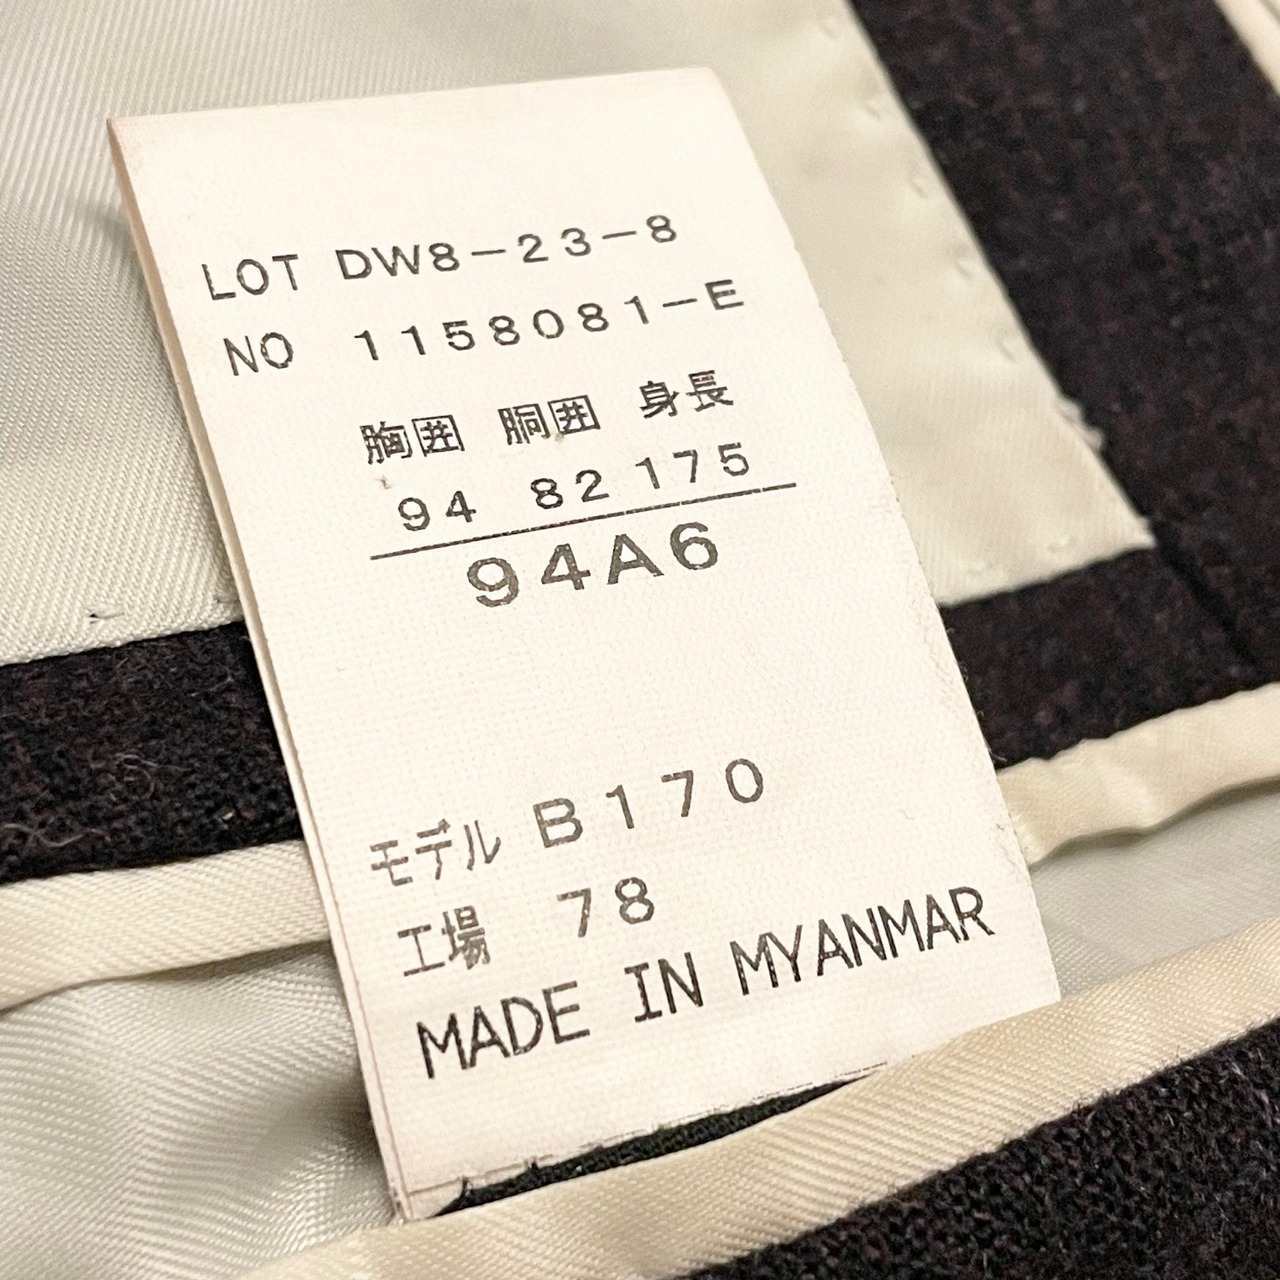 LOT DW8-23-8
NO 1158081-E
胸囲 胴囲 身長
94 82 175
94A6
モデル B170
工場 78
MADE IN MYANMAR